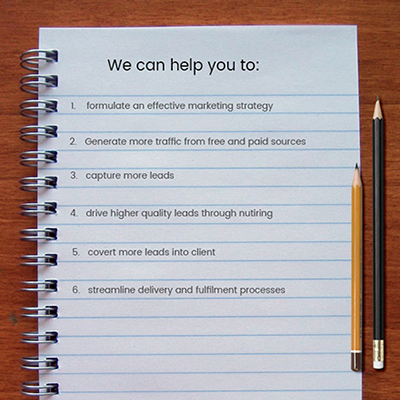 We can help you to:
1. formulate an effective marketing strategy
2. Generate more traffic from free and paid sources
3. capture more leads
4. drive higher quality leads through nutiring
5. covert more leads into client
6. streamline delivery and fulfilment processes